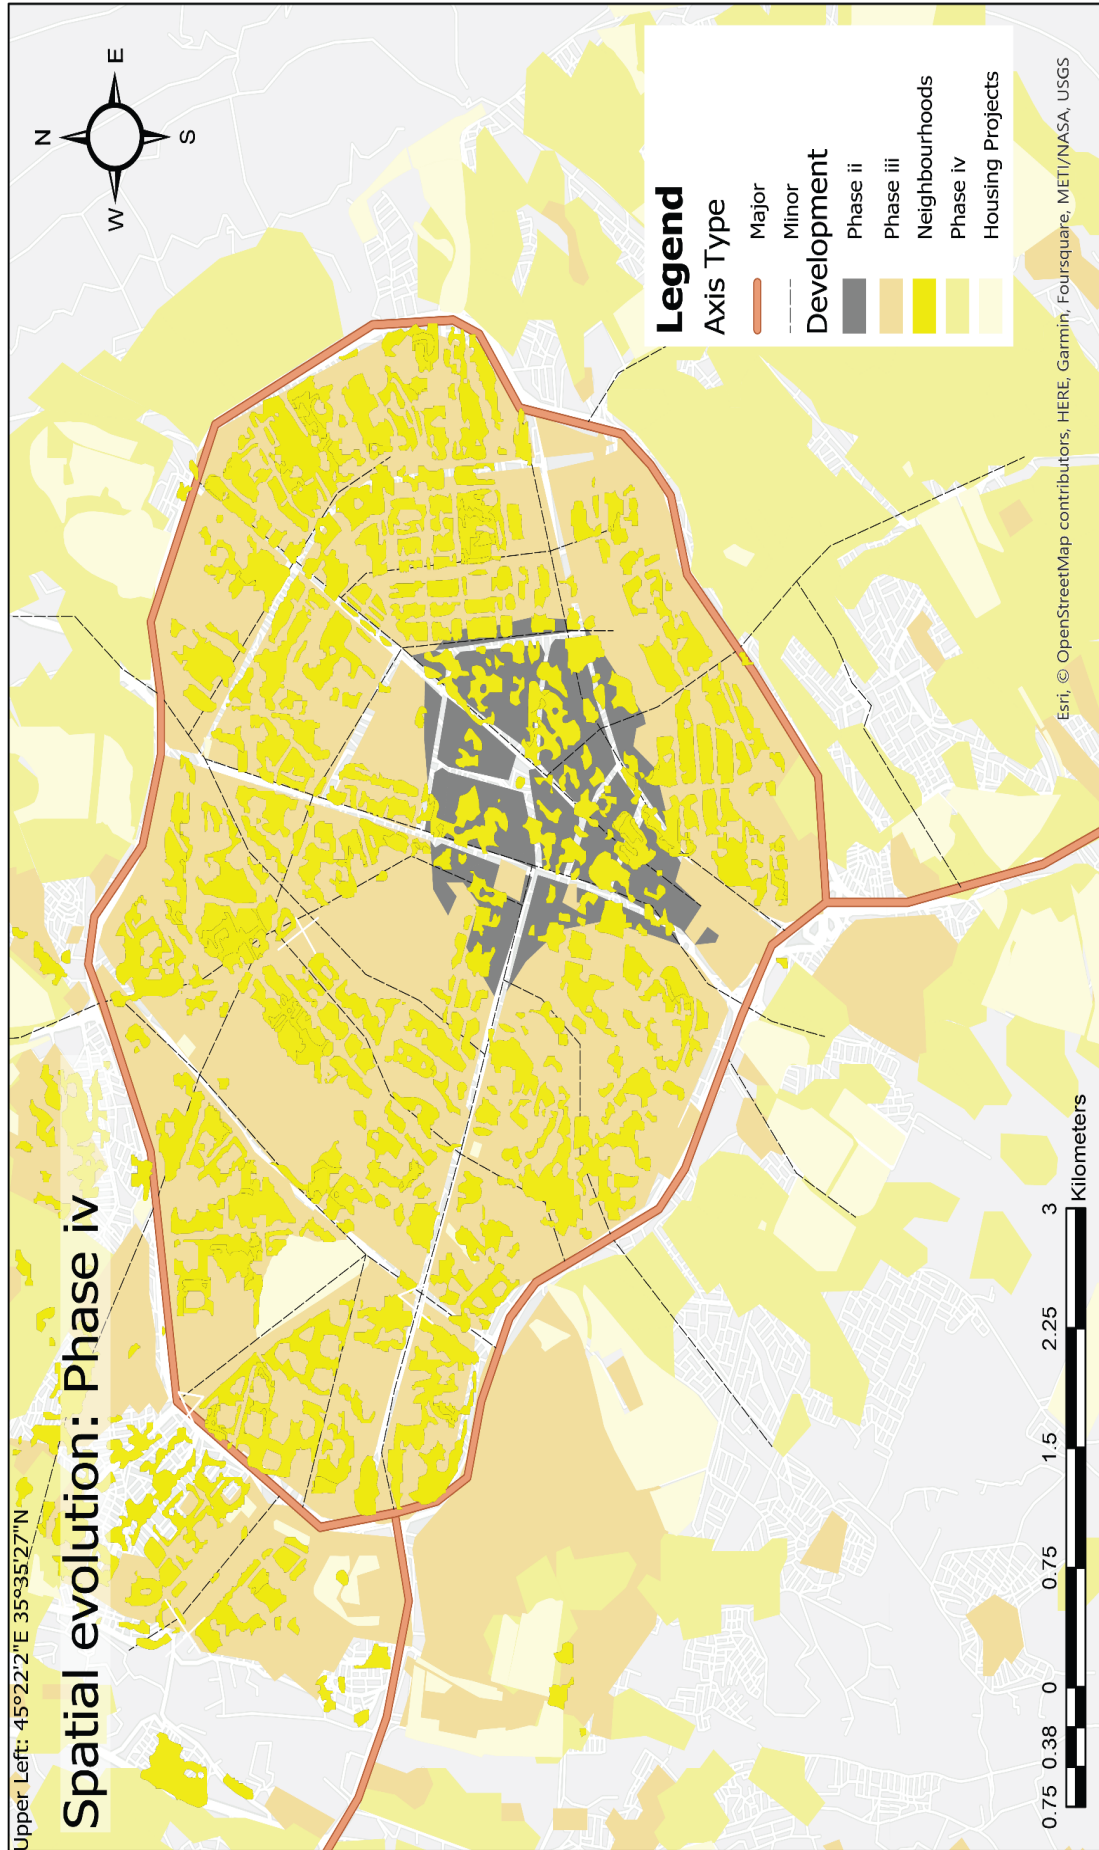 Upper Left: 45°22'2"E 35°35'27"N
Spatial evolution: Phase iv
N
W
E
S
Legend
Axis Type
Major
Minor
Development
Phase ii
Phase iii
Neighbourhoods
Phase iv
Housing Projects
0.75 0.38 0 0.75 1.5 2.25 3
Kilometers
Esri, © OpenStreetMap contributors, HERE, Garmin, Foursquare, METI/NASA, USGS